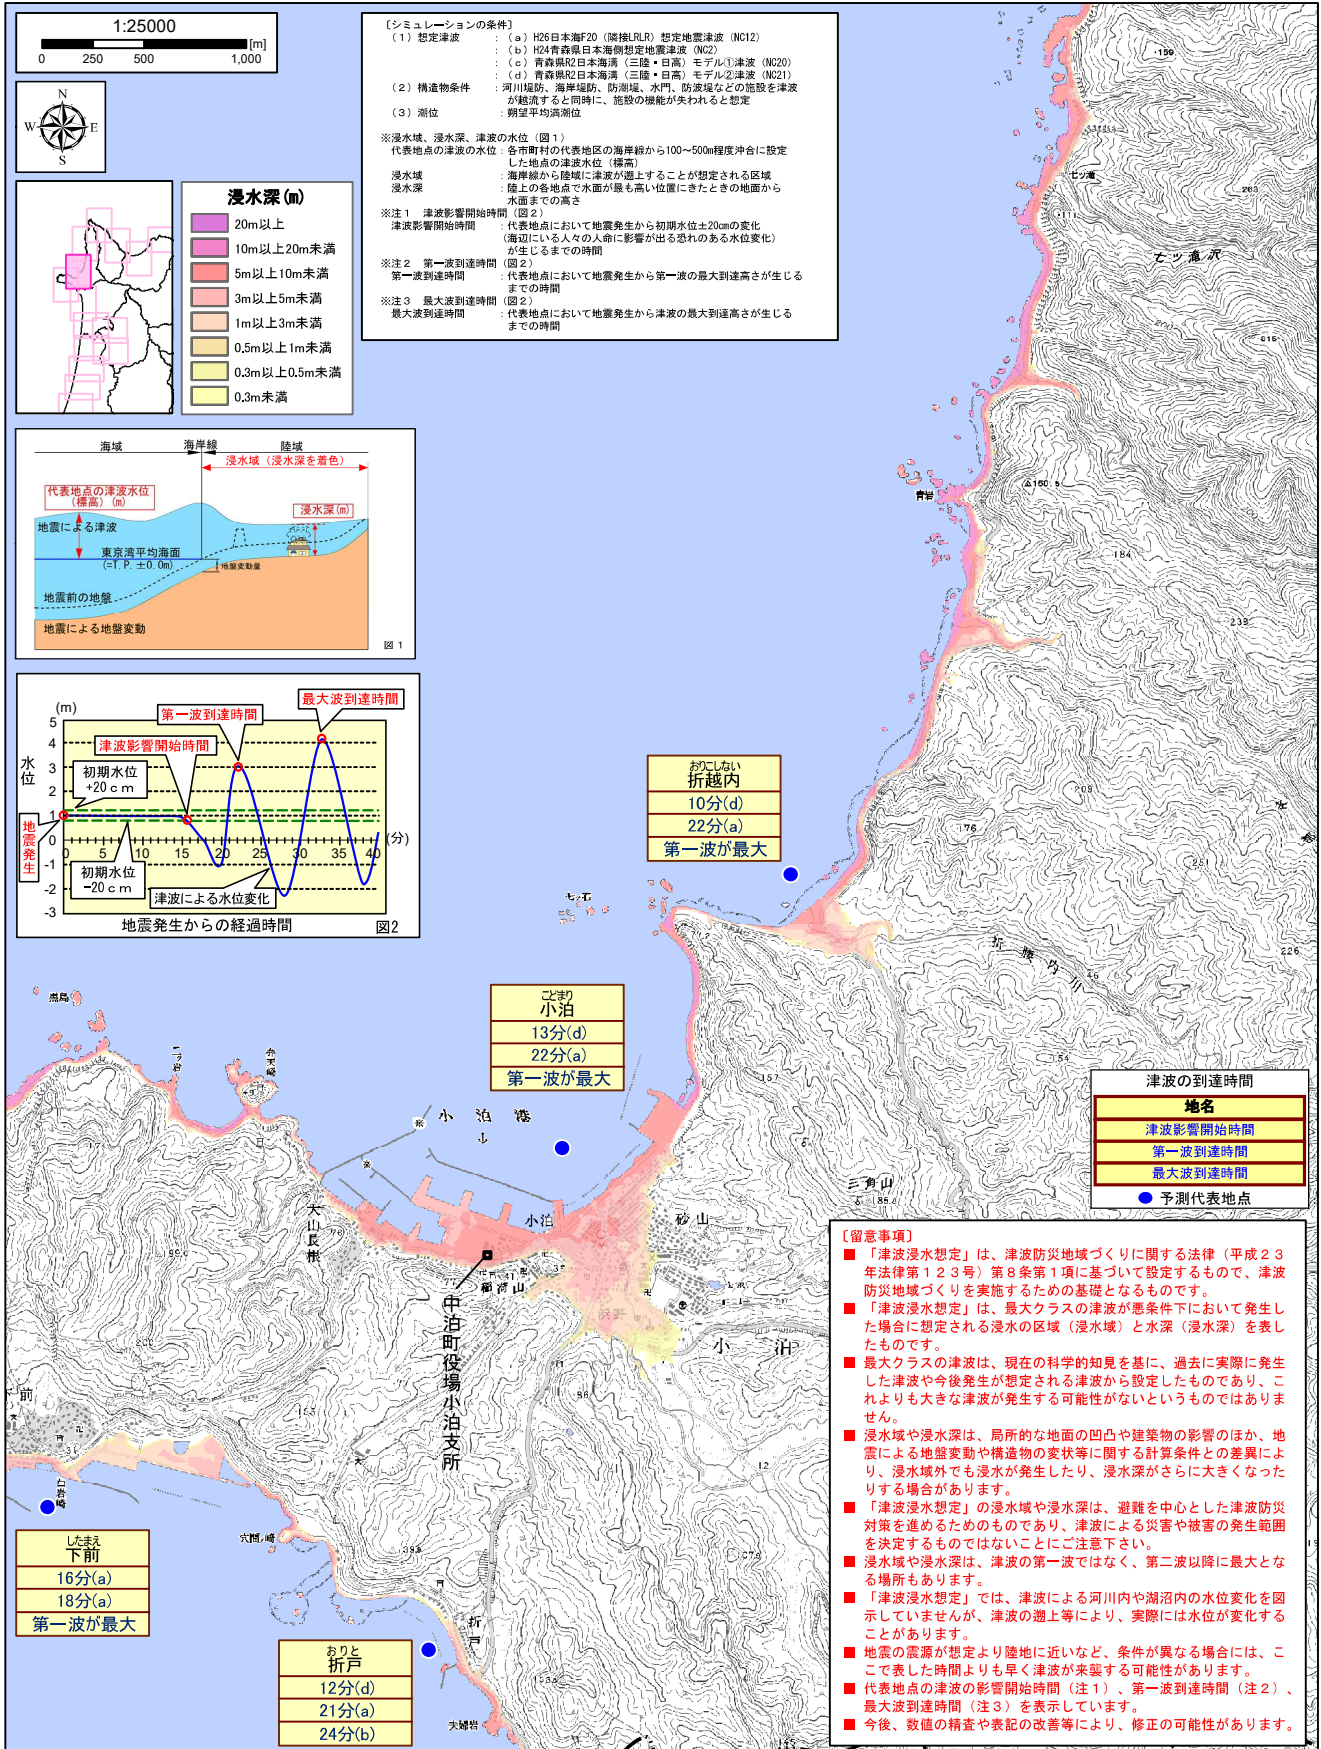 1:25000
[m]
0 250 500 1,000
N
W E
S
浸水深(m)
20m以上
10m以上20m未満
5m以上10m未満
3m以上5m未満
1m以上3m未満
0.5m以上1m未満
0.3m以上0.5m未満
0.3m未満
〔シミュレーションの条件〕
(1) 想定津波 : (a) H26日本海F20 (隣接LRLR) 想定地震津波 (NC12)
: (b) H24青森県日本海側想定地震津波 (NC2)
: (c) 青森県R2日本海溝 (三陸・日高) モデル①津波 (NC20)
: (d) 青森県R2日本海溝 (三陸・日高) モデル②津波 (NC21)
(2) 構造物条件 : 河川堤防、海岸堤防、防潮堤、水門、防波堤などの施設を津波
が越流すると同時に、施設の機能が失われると想定
(3) 潮位 : 朔望平均満潮位
※浸水域、浸水深、津波の水位 (図1)
代表地点の津波の水位 : 各市町村の代表地区の海岸線から100〜500m程度沖合に設定
した地点の津波水位 (標高)
浸水域 : 海岸線から陸域に津波が遡上することが想定される区域
浸水深 : 陸上の各地点で水面が最も高い位置にきたときの地面から
水面までの高さ
※注1 津波影響開始時間 (図2)
津波影響開始時間 : 代表地点において地震発生から初期水位±20cmの変化
(海辺にいる人々の人命に影響が出る恐れのある水位変化)
が生じるまでの時間
※注2 第一波到達時間 (図2)
第一波到達時間 : 代表地点において地震発生から第一波の最大到達高さが生じる
までの時間
※注3 最大波到達時間 (図2)
最大波到達時間 : 代表地点において地震発生から津波の最大到達高さが生じる
までの時間
海域 海岸線 陸域
浸水域 (浸水深を着色)
代表地点の津波水位
(標高) (m)
浸水深(m)
地震による津波
東京湾平均海面
(=T.P.±0.0m)
地盤変動量
地震前の地盤
地震による地盤変動
図1
(m)
水位
5
4
3
2
1
0
-1
-2
-3
最大波到達時間
第一波到達時間
津波影響開始時間
初期水位
+20cm
地震発生
0 5 10 15 20 25 30 35 40
(分)
初期水位
-20cm
津波による水位変化
地震発生からの経過時間
図2
おりこしない
折越内
10分(d)
22分(a)
第一波が最大
こどまり
小泊
13分(d)
22分(a)
第一波が最大
したまえ
下前
16分(a)
18分(a)
第一波が最大
おりと
折戸
12分(d)
21分(a)
24分(b)
七ツ滝
七ツ滝沢
青岩
七ツ石
折腰内川
三角山
砂山
小泊港
小泊
大山長根
稲荷山
浜町
小泊
中泊町役場小泊支所
弁天崎
二ツ岩
黒島
前
穴間ヶ崎
折戸
夫婦岩
159
263
616
150.5
184
239
208
176
251
226
154
157
津波の到達時間
地名
津波影響開始時間
第一波到達時間
最大波到達時間
予測代表地点
〔留意事項〕
■ 「津波浸水想定」は、津波防災地域づくりに関する法律（平成23
年法律第123号）第8条第1項に基づいて設定するもので、津波
防災地域づくりを実施するための基礎となるものです。
■ 「津波浸水想定」は、最大クラスの津波が悪条件下において発生し
た場合に想定される浸水の区域（浸水域）と水深（浸水深）を表し
たものです。
■ 最大クラスの津波は、現在の科学的知見を基に、過去に実際に発生
した津波や今後発生が想定される津波から設定したものであり、こ
れよりも大きな津波が発生する可能性がないというものではありま
せん。
■ 浸水域や浸水深は、局所的な地面の凹凸や建築物の影響のほか、地
震による地盤変動や構造物の変状等に関する計算条件との差異によ
り、浸水域外でも浸水が発生したり、浸水深がさらに大きくなった
りする場合があります。
■ 「津波浸水想定」の浸水域や浸水深は、避難を中心とした津波防災
対策を進めるためのものであり、津波による災害や被害の発生範囲
を決定するものではないことにご注意下さい。
■ 浸水域や浸水深は、津波の第一波ではなく、第二波以降に最大とな
る場所もあります。
■ 「津波浸水想定」では、津波による河川内や湖沼内の水位変化を図
示していませんが、津波の遡上等により、実際には水位が変化する
ことがあります。
■ 地震の震源が想定より陸地に近いなど、条件が異なる場合には、こ
こで表した時間よりも早く津波が来襲する可能性があります。
■ 代表地点の津波の影響開始時間（注1）、第一波到達時間（注2）、
最大波到達時間（注3）を表示しています。
■ 今後、数値の精査や表記の改善等により、修正の可能性があります。